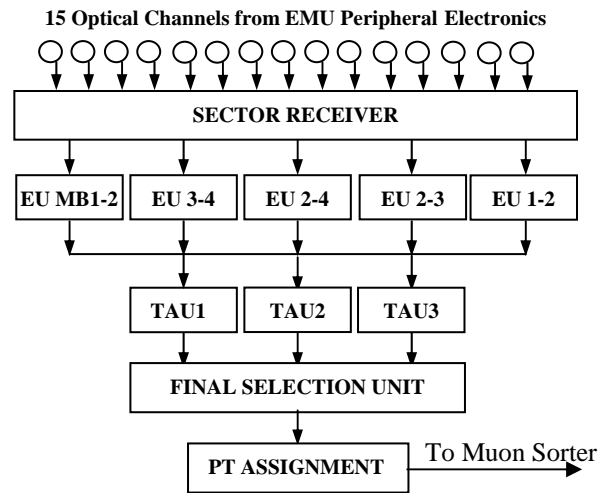 15 Optical Channels from EMU Peripheral Electronics
SECTOR RECEIVER
EU MB1-2
EU 3-4
EU 2-4
EU 2-3
EU 1-2
TAU1
TAU2
TAU3
FINAL SELECTION UNIT
To Muon Sorter
PT ASSIGNMENT